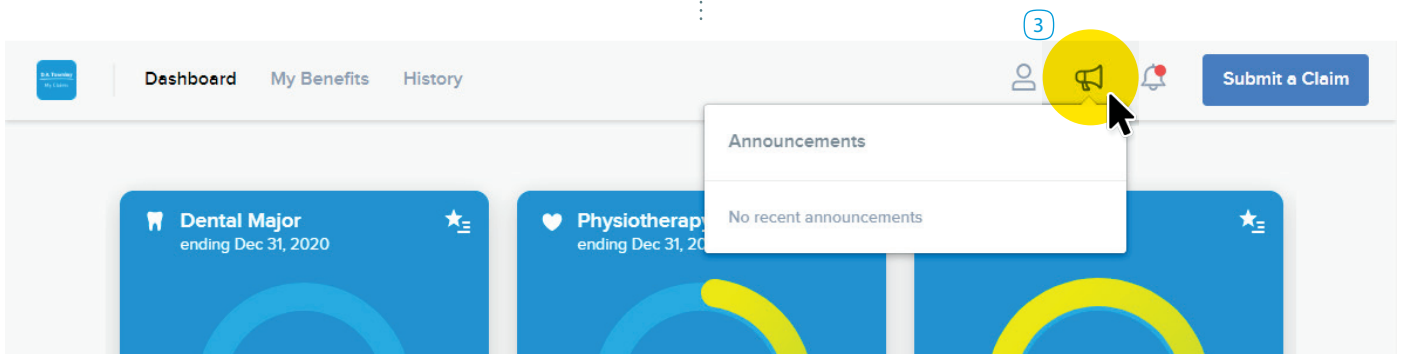 3
Dashboard My Benefits History Submit a Claim
Announcements
No recent announcements
Dental Major
ending Dec 31, 2020
Physiotherapy
ending Dec 31, 20